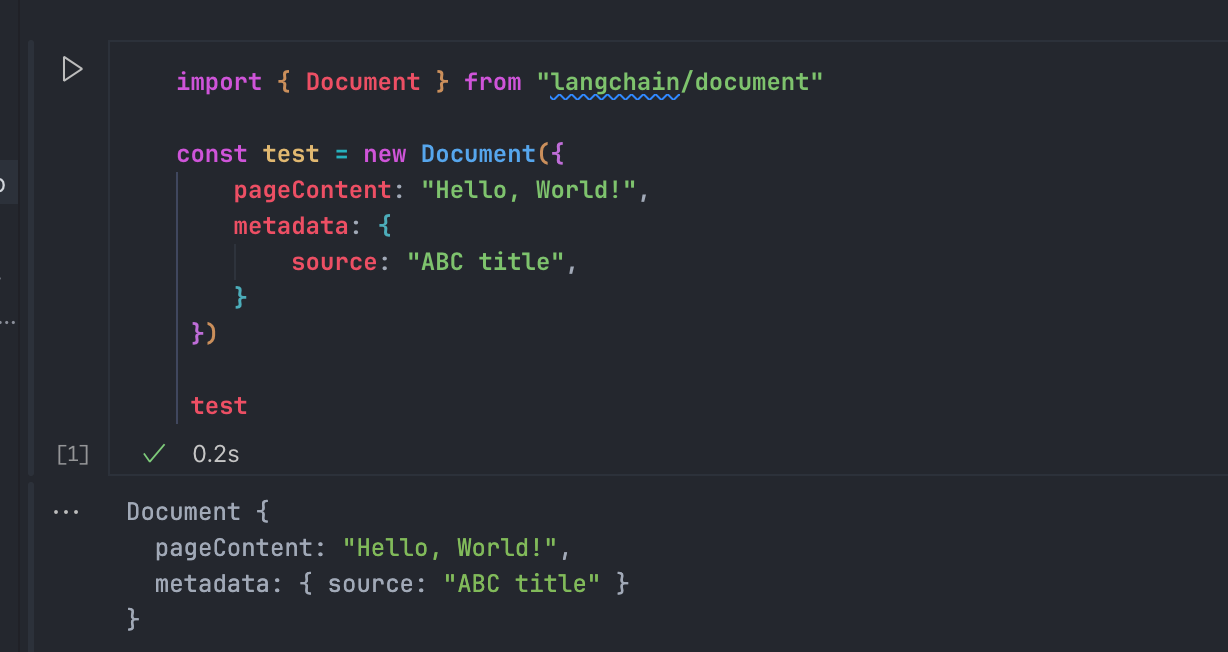 import { Document } from "langchain/document"
const test = new Document({
    pageContent: "Hello, World!",
    metadata: {
        source: "ABC title",
    }
 })
 test
[1]
0.2s
...
Document {
  pageContent: "Hello, World!",
  metadata: { source: "ABC title" }
}